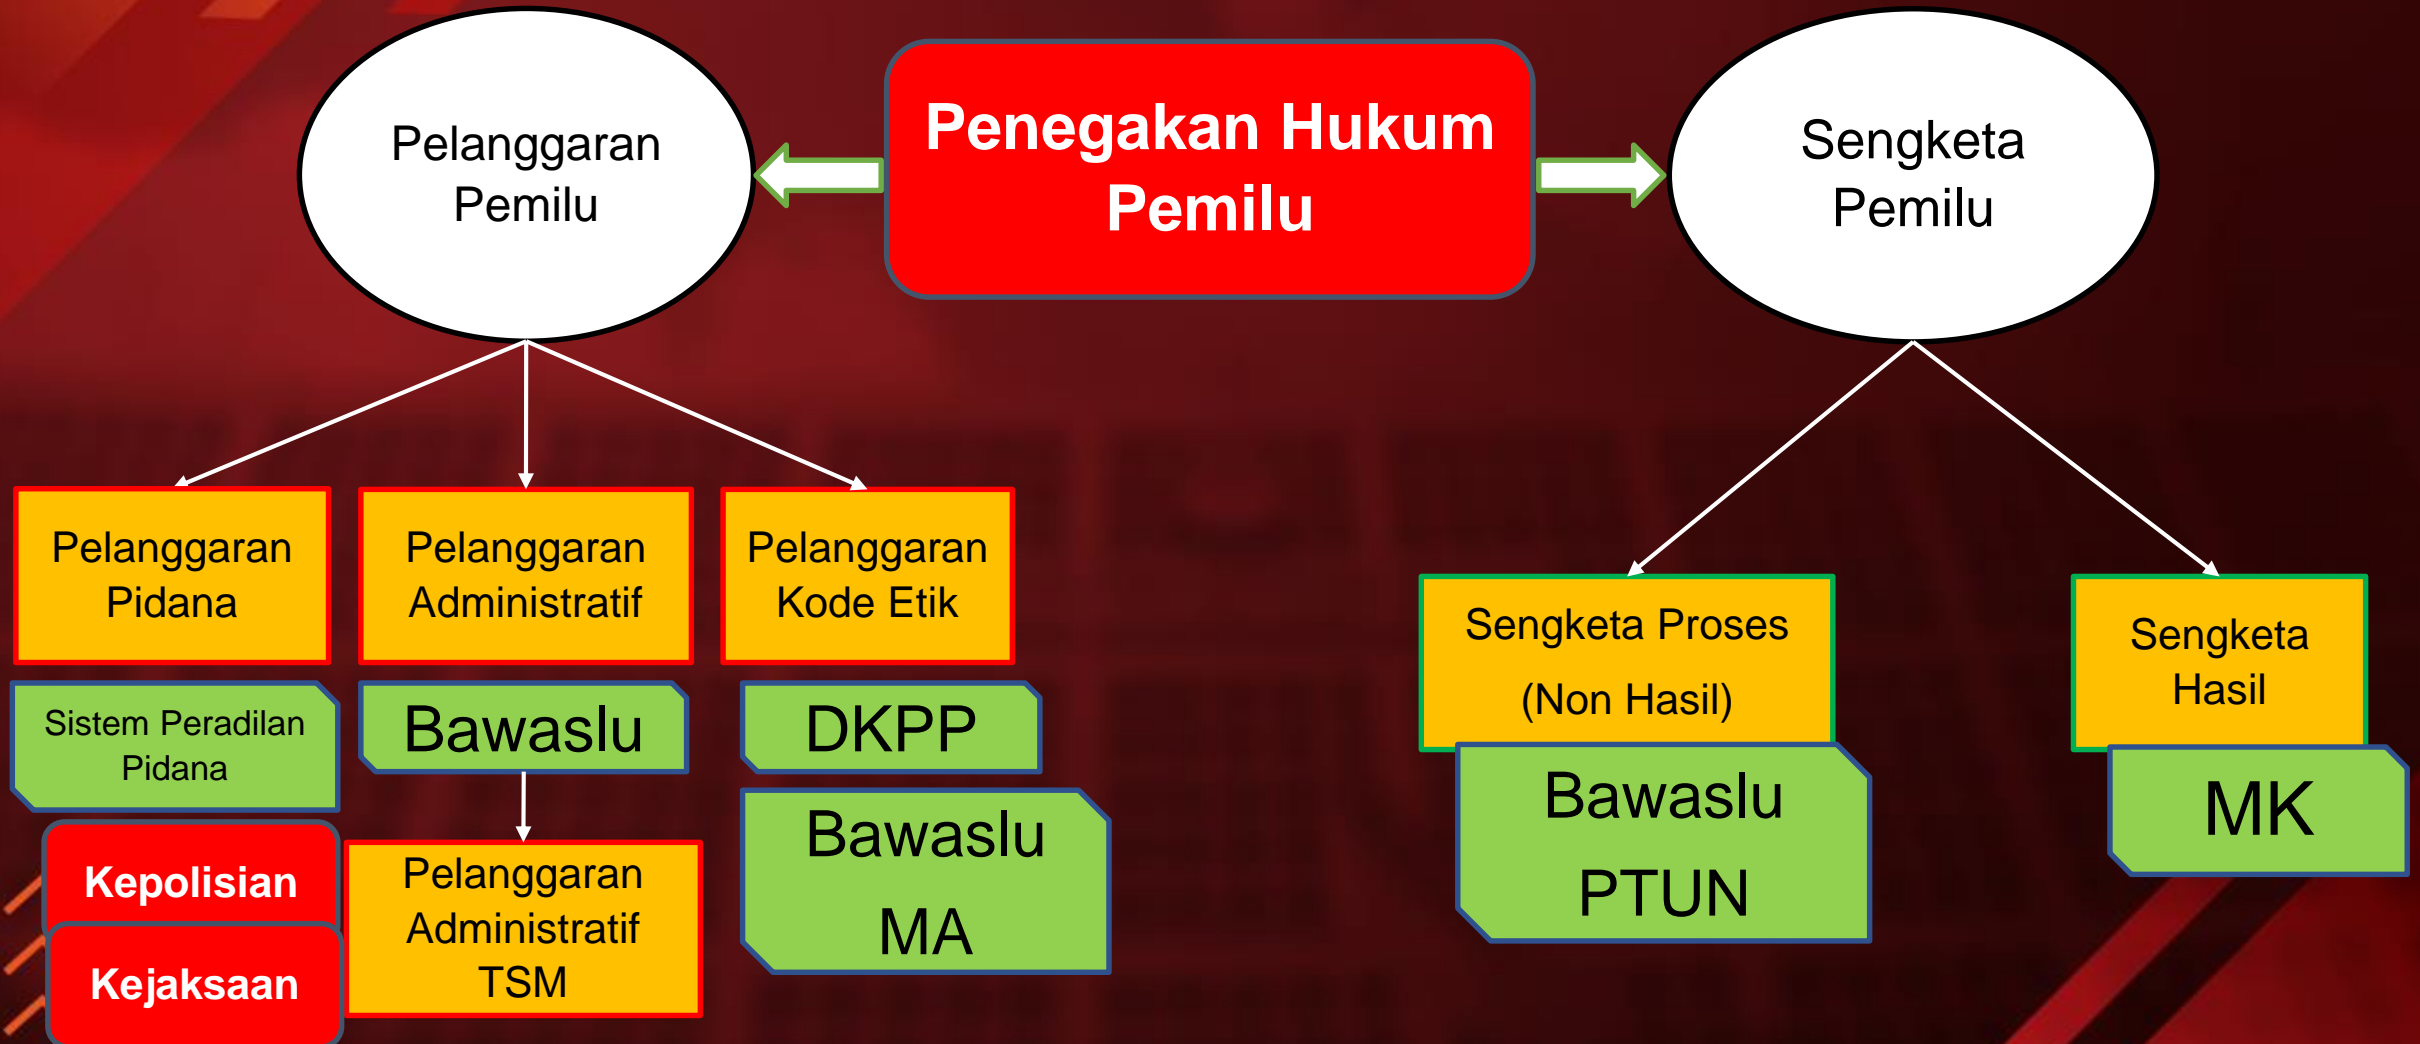 Penegakan Hukum
Pemilu
Pelanggaran
Pemilu
Sengketa
Pemilu
Pelanggaran
Pidana
Sistem Peradilan
Pidana
Kepolisian
Kejaksaan
Pelanggaran
Administratif
Bawaslu
Pelanggaran
Administratif
TSM
Pelanggaran
Kode Etik
DKPP
Bawaslu
MA
Sengketa Proses
(Non Hasil)
Bawaslu
PTUN
Sengketa
Hasil
MK